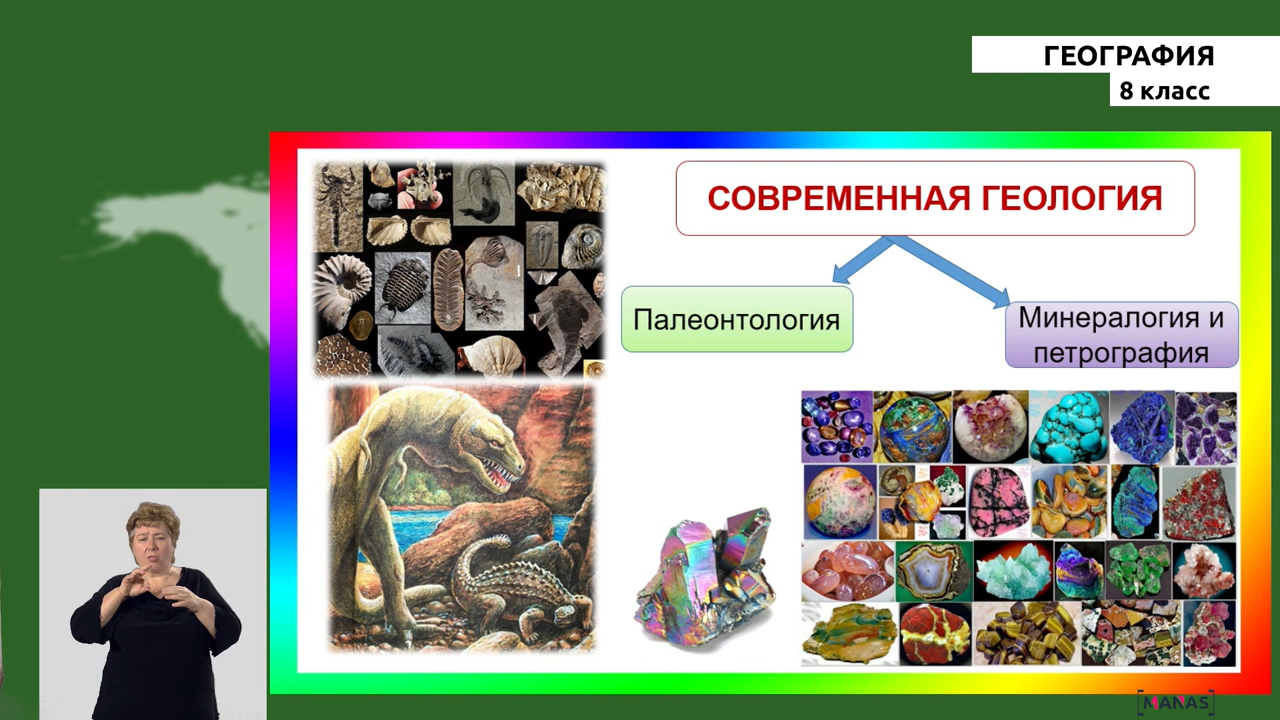 ГЕОГРАФИЯ
8 класс
СОВРЕМЕННАЯ ГЕОЛОГИЯ
Палеонтология
Минералогия и
петрография
MANAS